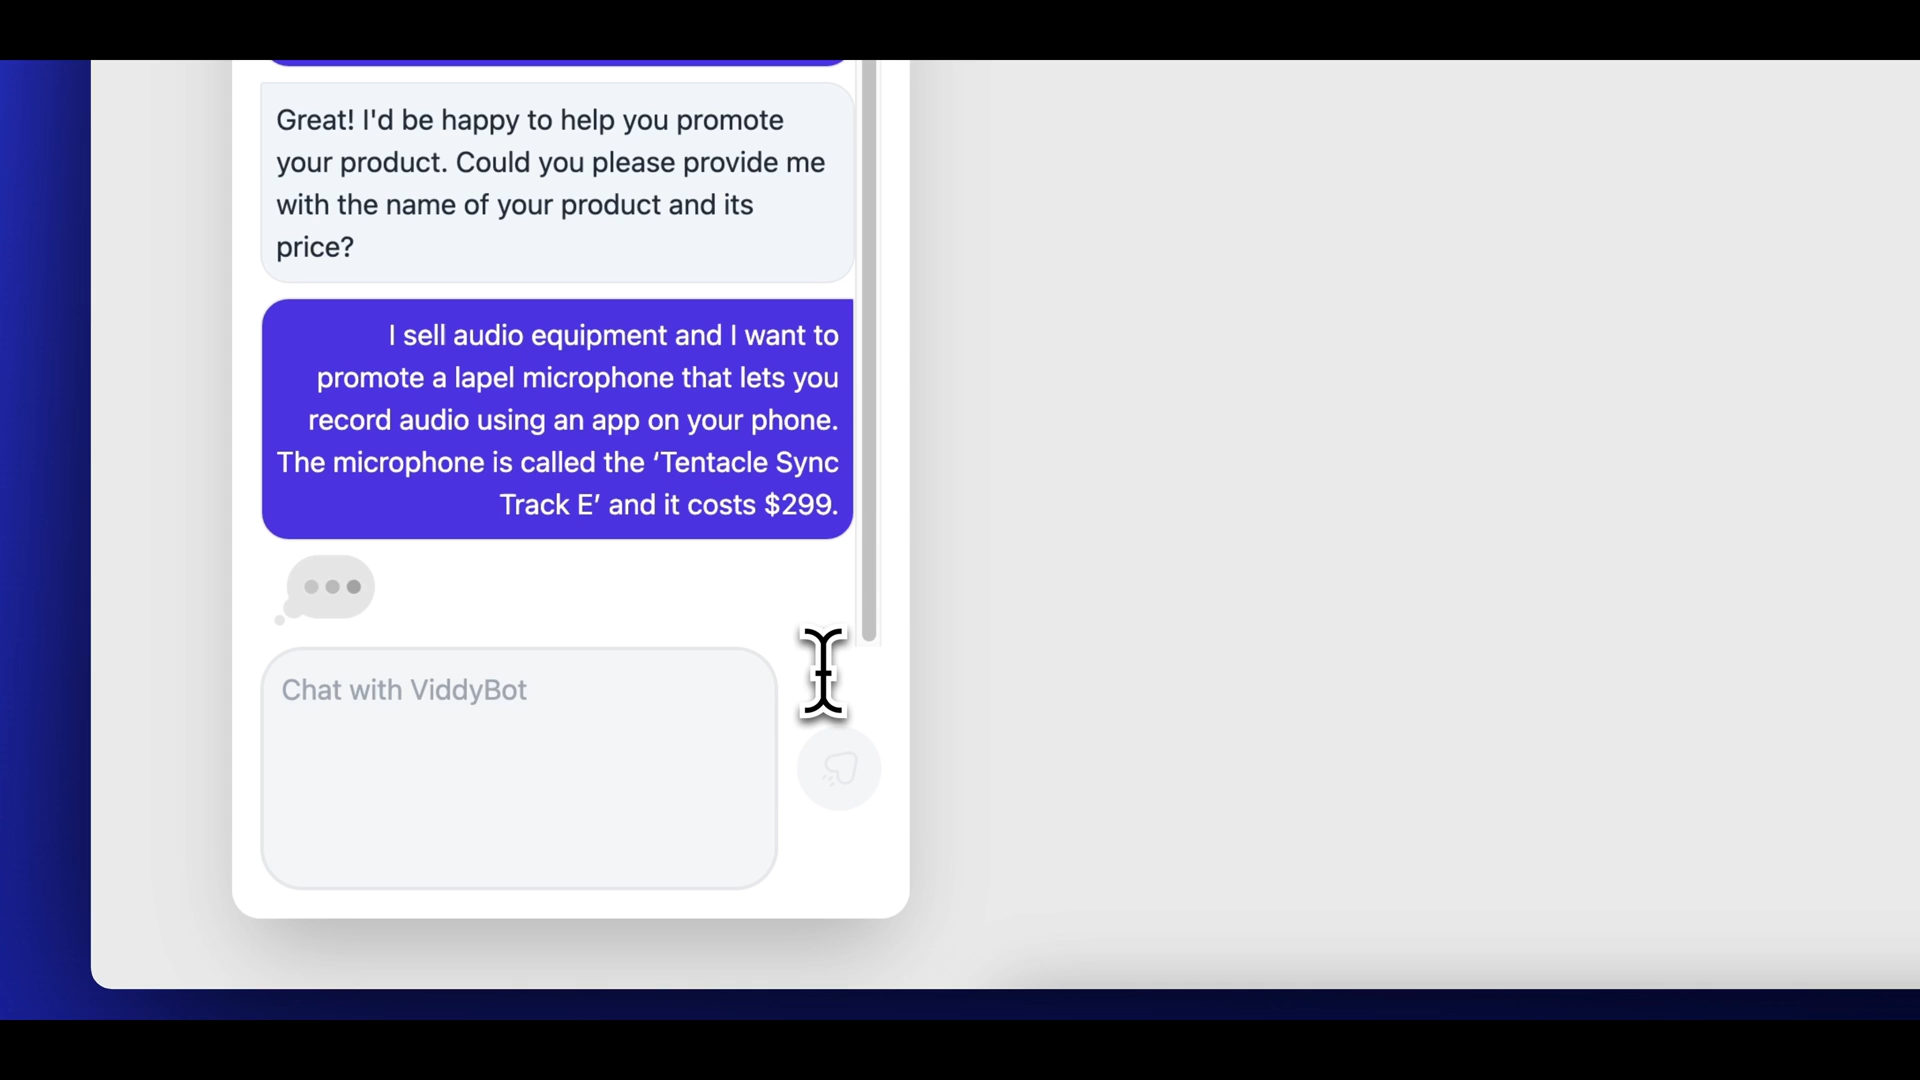 Great! I'd be happy to help you promote
your product. Could you please provide me
with the name of your product and its
price?
I sell audio equipment and I want to
promote a lapel microphone that lets you
record audio using an app on your phone.
The microphone is called the ‘Tentacle Sync
Track E’ and it costs $299.
Chat with ViddyBot